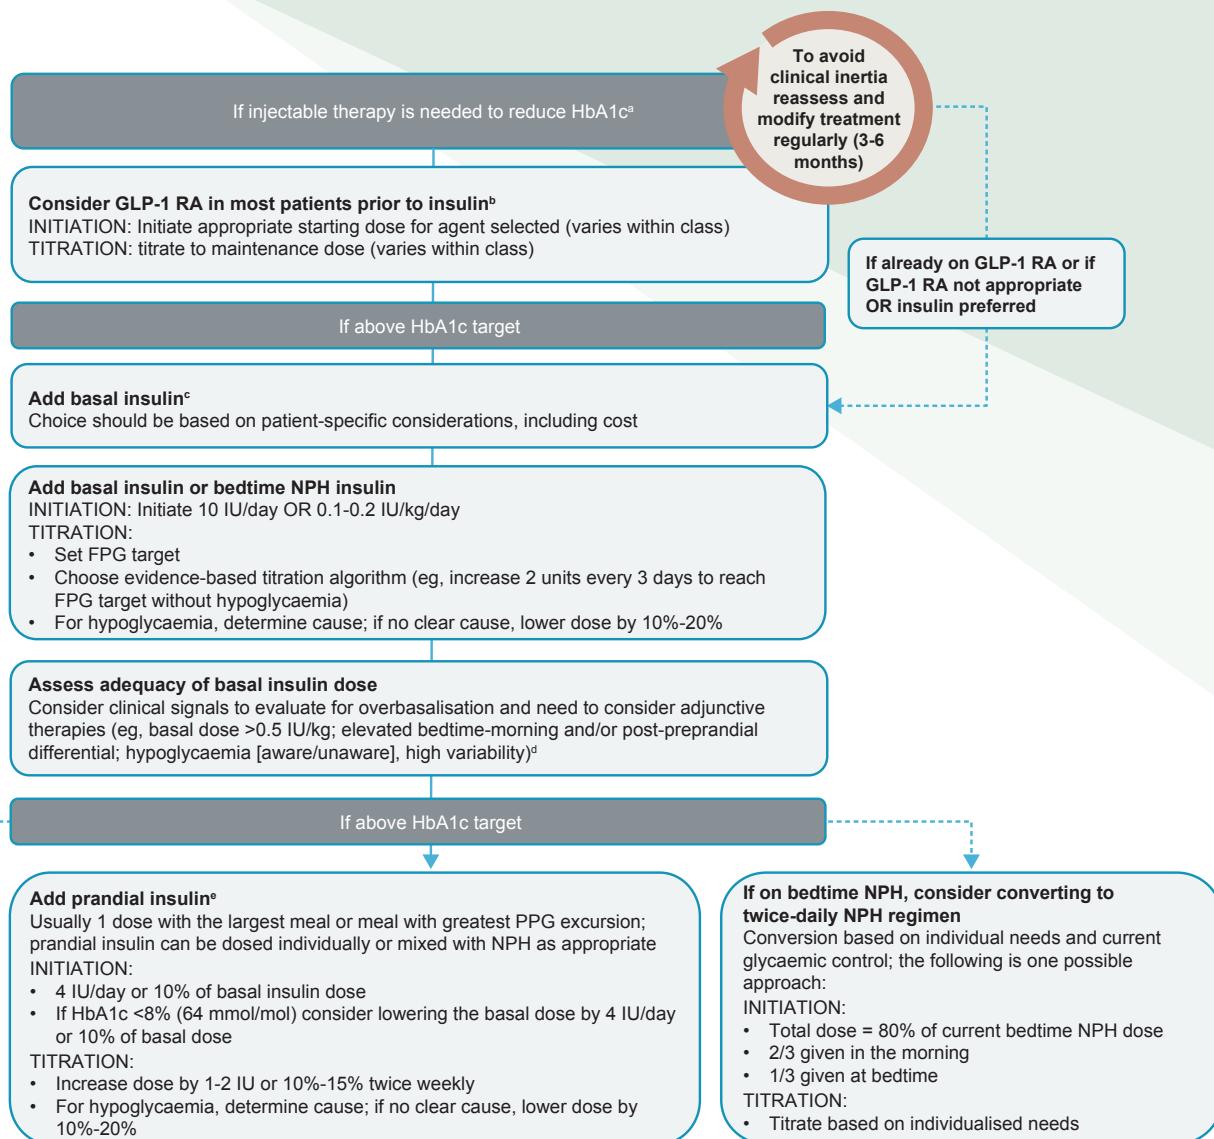 To avoid
clinical inertia
reassess and
modify treatment
regularly (3-6
months)
If injectable therapy is needed to reduce HbA1cᵃ
Consider GLP-1 RA in most patients prior to insulinᵇ
INITIATION: Initiate appropriate starting dose for agent selected (varies within class)
TITRATION: titrate to maintenance dose (varies within class)
If already on GLP-1 RA or if
GLP-1 RA not appropriate
OR insulin preferred
If above HbA1c target
Add basal insulinᶜ
Choice should be based on patient-specific considerations, including cost
Add basal insulin or bedtime NPH insulin
INITIATION: Initiate 10 IU/day OR 0.1-0.2 IU/kg/day
TITRATION:
• Set FPG target
• Choose evidence-based titration algorithm (eg, increase 2 units every 3 days to reach
FPG target without hypoglycaemia)
• For hypoglycaemia, determine cause; if no clear cause, lower dose by 10%-20%
Assess adequacy of basal insulin dose
Consider clinical signals to evaluate for overbasalisation and need to consider adjunctive
therapies (eg, basal dose >0.5 IU/kg; elevated bedtime-morning and/or post-preprandial
differential; hypoglycaemia [aware/unaware], high variability)ᵈ
If above HbA1c target
Add prandial insulinᵉ
Usually 1 dose with the largest meal or meal with greatest PPG excursion;
prandial insulin can be dosed individually or mixed with NPH as appropriate
INITIATION:
• 4 IU/day or 10% of basal insulin dose
• If HbA1c <8% (64 mmol/mol) consider lowering the basal dose by 4 IU/day
or 10% of basal dose
TITRATION:
• Increase dose by 1-2 IU or 10%-15% twice weekly
• For hypoglycaemia, determine cause; if no clear cause, lower dose by
10%-20%
If on bedtime NPH, consider converting to
twice-daily NPH regimen
Conversion based on individual needs and current
glycaemic control; the following is one possible
approach:
INITIATION:
• Total dose = 80% of current bedtime NPH dose
• 2/3 given in the morning
• 1/3 given at bedtime
TITRATION:
• Titrate based on individualised needs